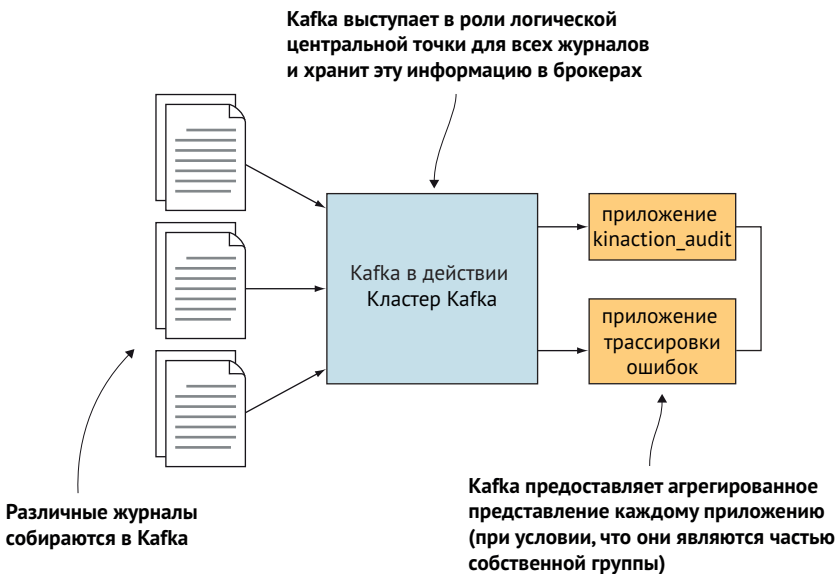 Kafka выступает в роли логической
центральной точки для всех журналов
и хранит эту информацию в брокерах
Kafka в действии
Кластер Kafka
приложение
kinaction_audit
приложение
трассировки
ошибок
Различные журналы
собираются в Kafka
Kafka предоставляет агрегированное
представление каждому приложению
(при условии, что они являются частью
собственной группы)